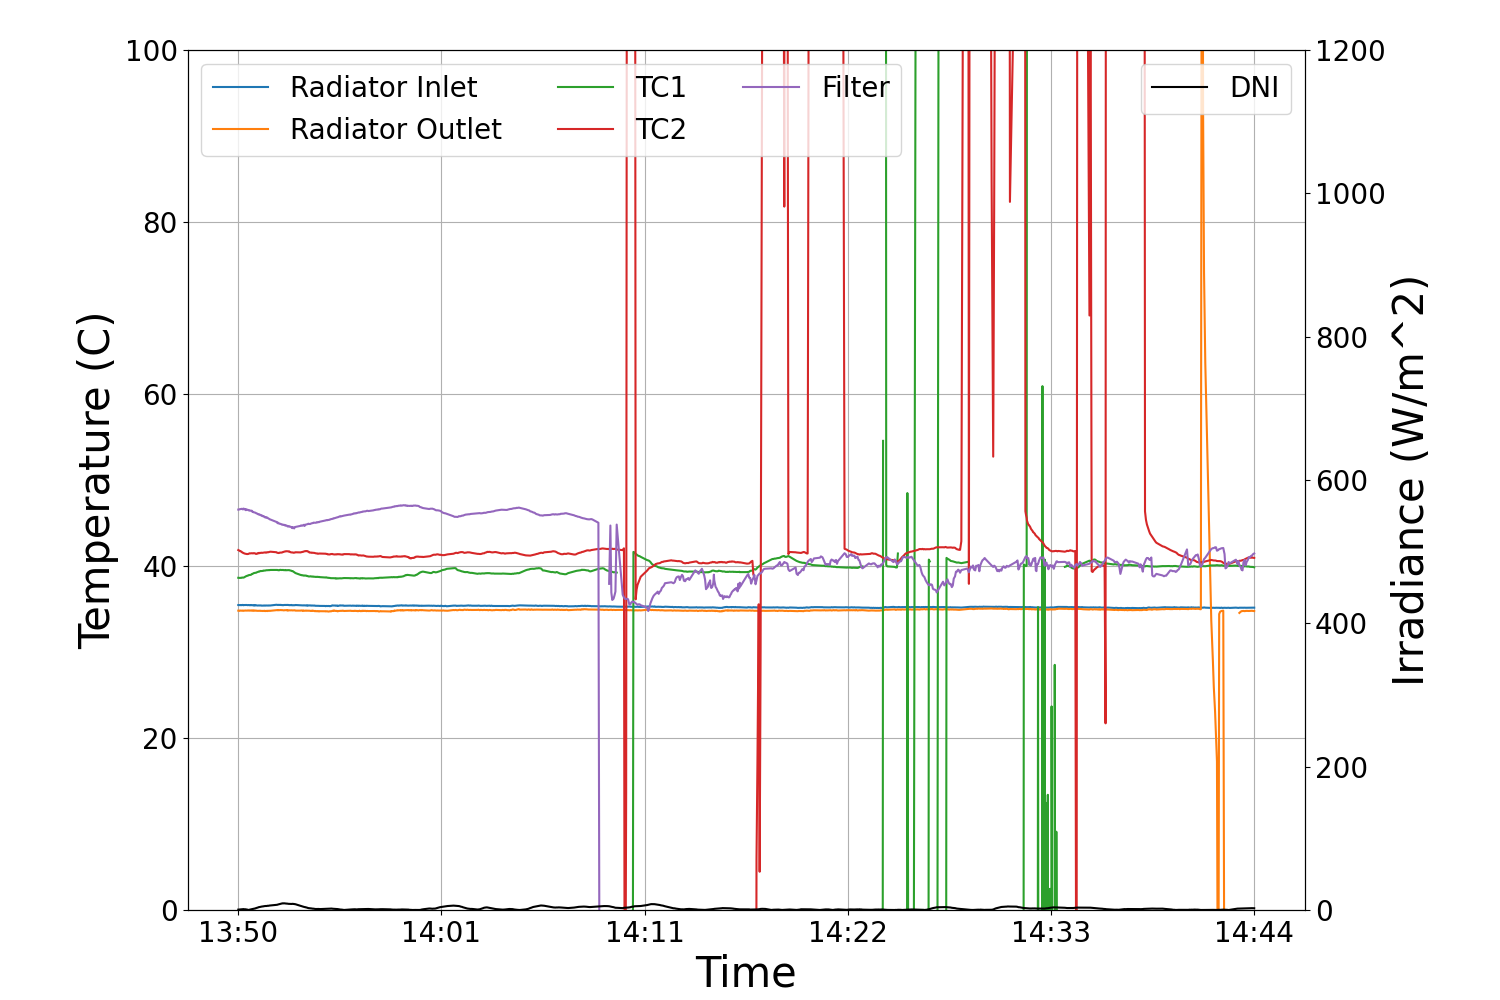 100
80
60
40
20
0
Temperature (C)
Radiator Inlet
Radiator Outlet
TC1
TC2
Filter
DNI
1200
1000
800
600
400
200
0
Irradiance (W/m^2)
13:50 14:01 14:11 14:22 14:33 14:44
Time